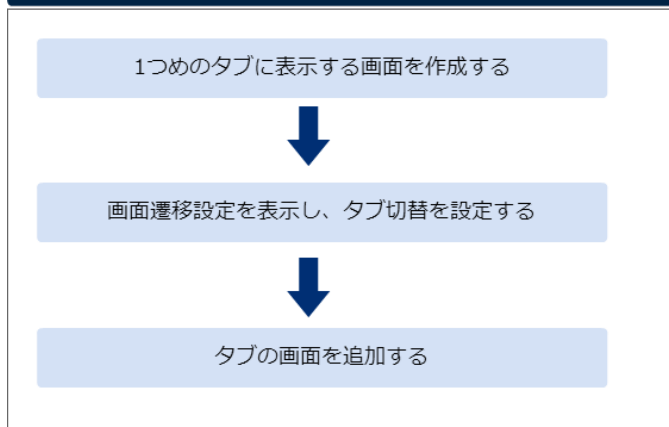 1つめのタブに表示する画面を作成する
画面遷移設定を表示し、タブ切替を設定する
タブの画面を追加する